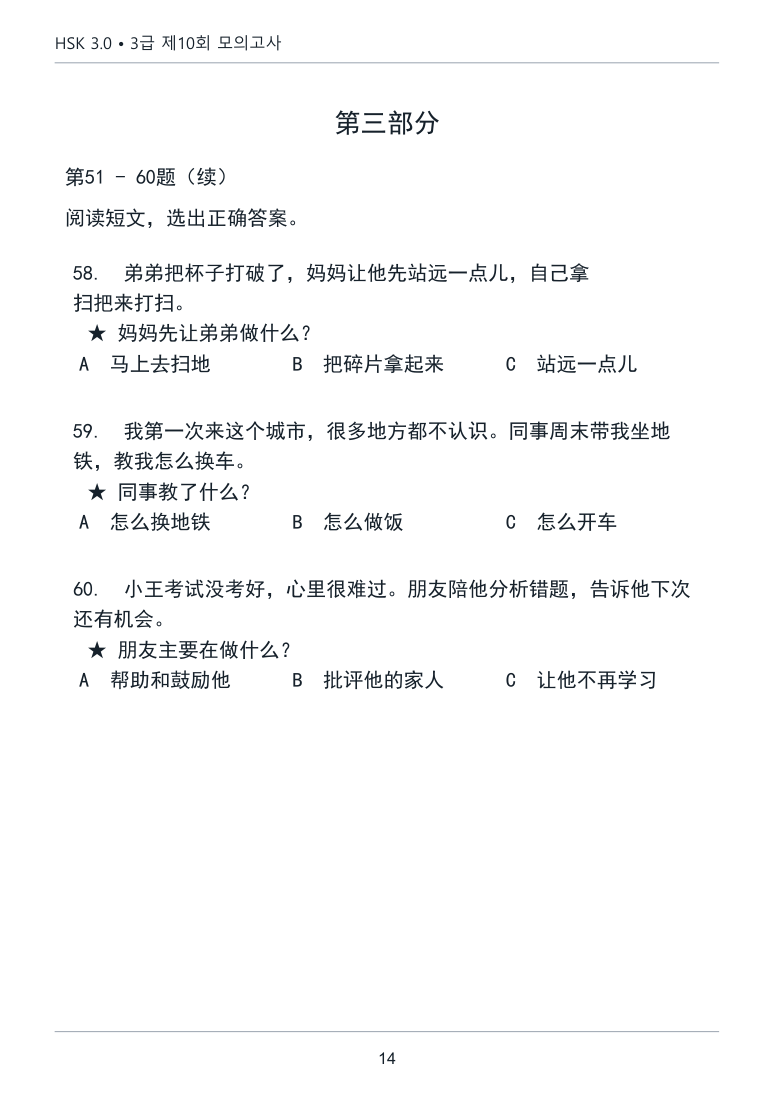 HSK 3.0 • 3급 제10회 모의고사
第三部分
第51 - 60题（续）
阅读短文，选出正确答案。
58. 弟弟把杯子打破了，妈妈让他先站远一点儿，自己拿
扫把来打扫。
★ 妈妈先让弟弟做什么？
A 马上去扫地 B 把碎片拿起来 C 站远一点儿
59. 我第一次来这个城市，很多地方都不认识。同事周末带我坐地
铁，教我怎么换车。
★ 同事教了什么？
A 怎么换地铁 B 怎么做饭 C 怎么开车
60. 小王考试没考好，心里很难过。朋友陪他分析错题，告诉他下次
还有机会。
★ 朋友主要在做什么？
A 帮助和鼓励他 B 批评他的家人 C 让他不再学习
14